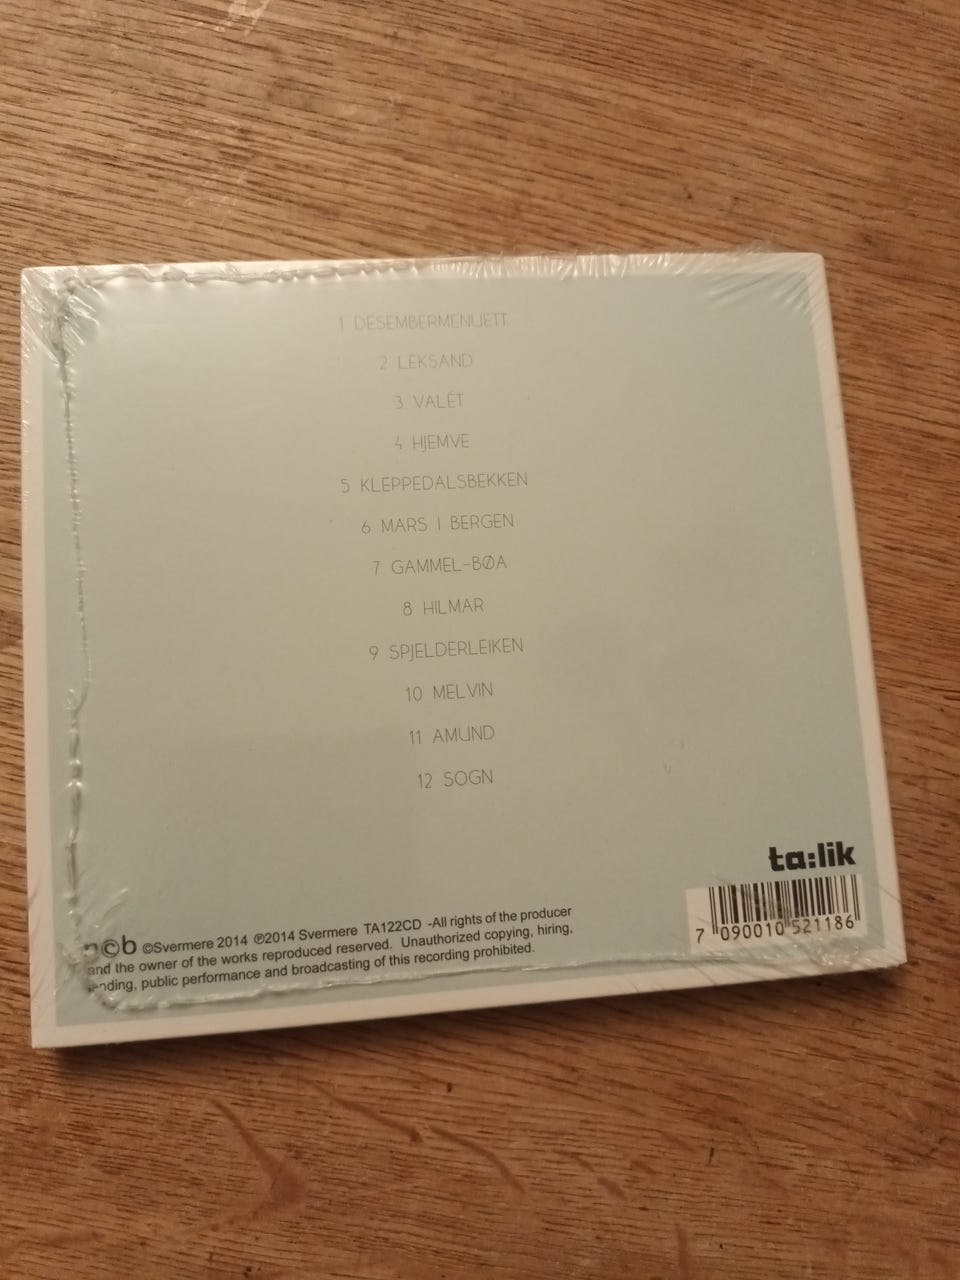 1 DESEMBERMENUETT
2 LEKSAND
3 VALËT
4 HJEMVE
5 KLEPPEDALSBEKKEN
6 MARS I BERGEN
7 GAMMEL-BØA
8 HILMAR
9 SPJELDERLEIKEN
10 MELVIN
11 AMUND
12 SOGN
ta:lik
7 090010 521186
n©b ©Svermere 2014 ℗2014 Svermere TA122CD -All rights of the producer
and the owner of the works reproduced reserved. Unauthorized copying, hiring,
lending, public performance and broadcasting of this recording prohibited.